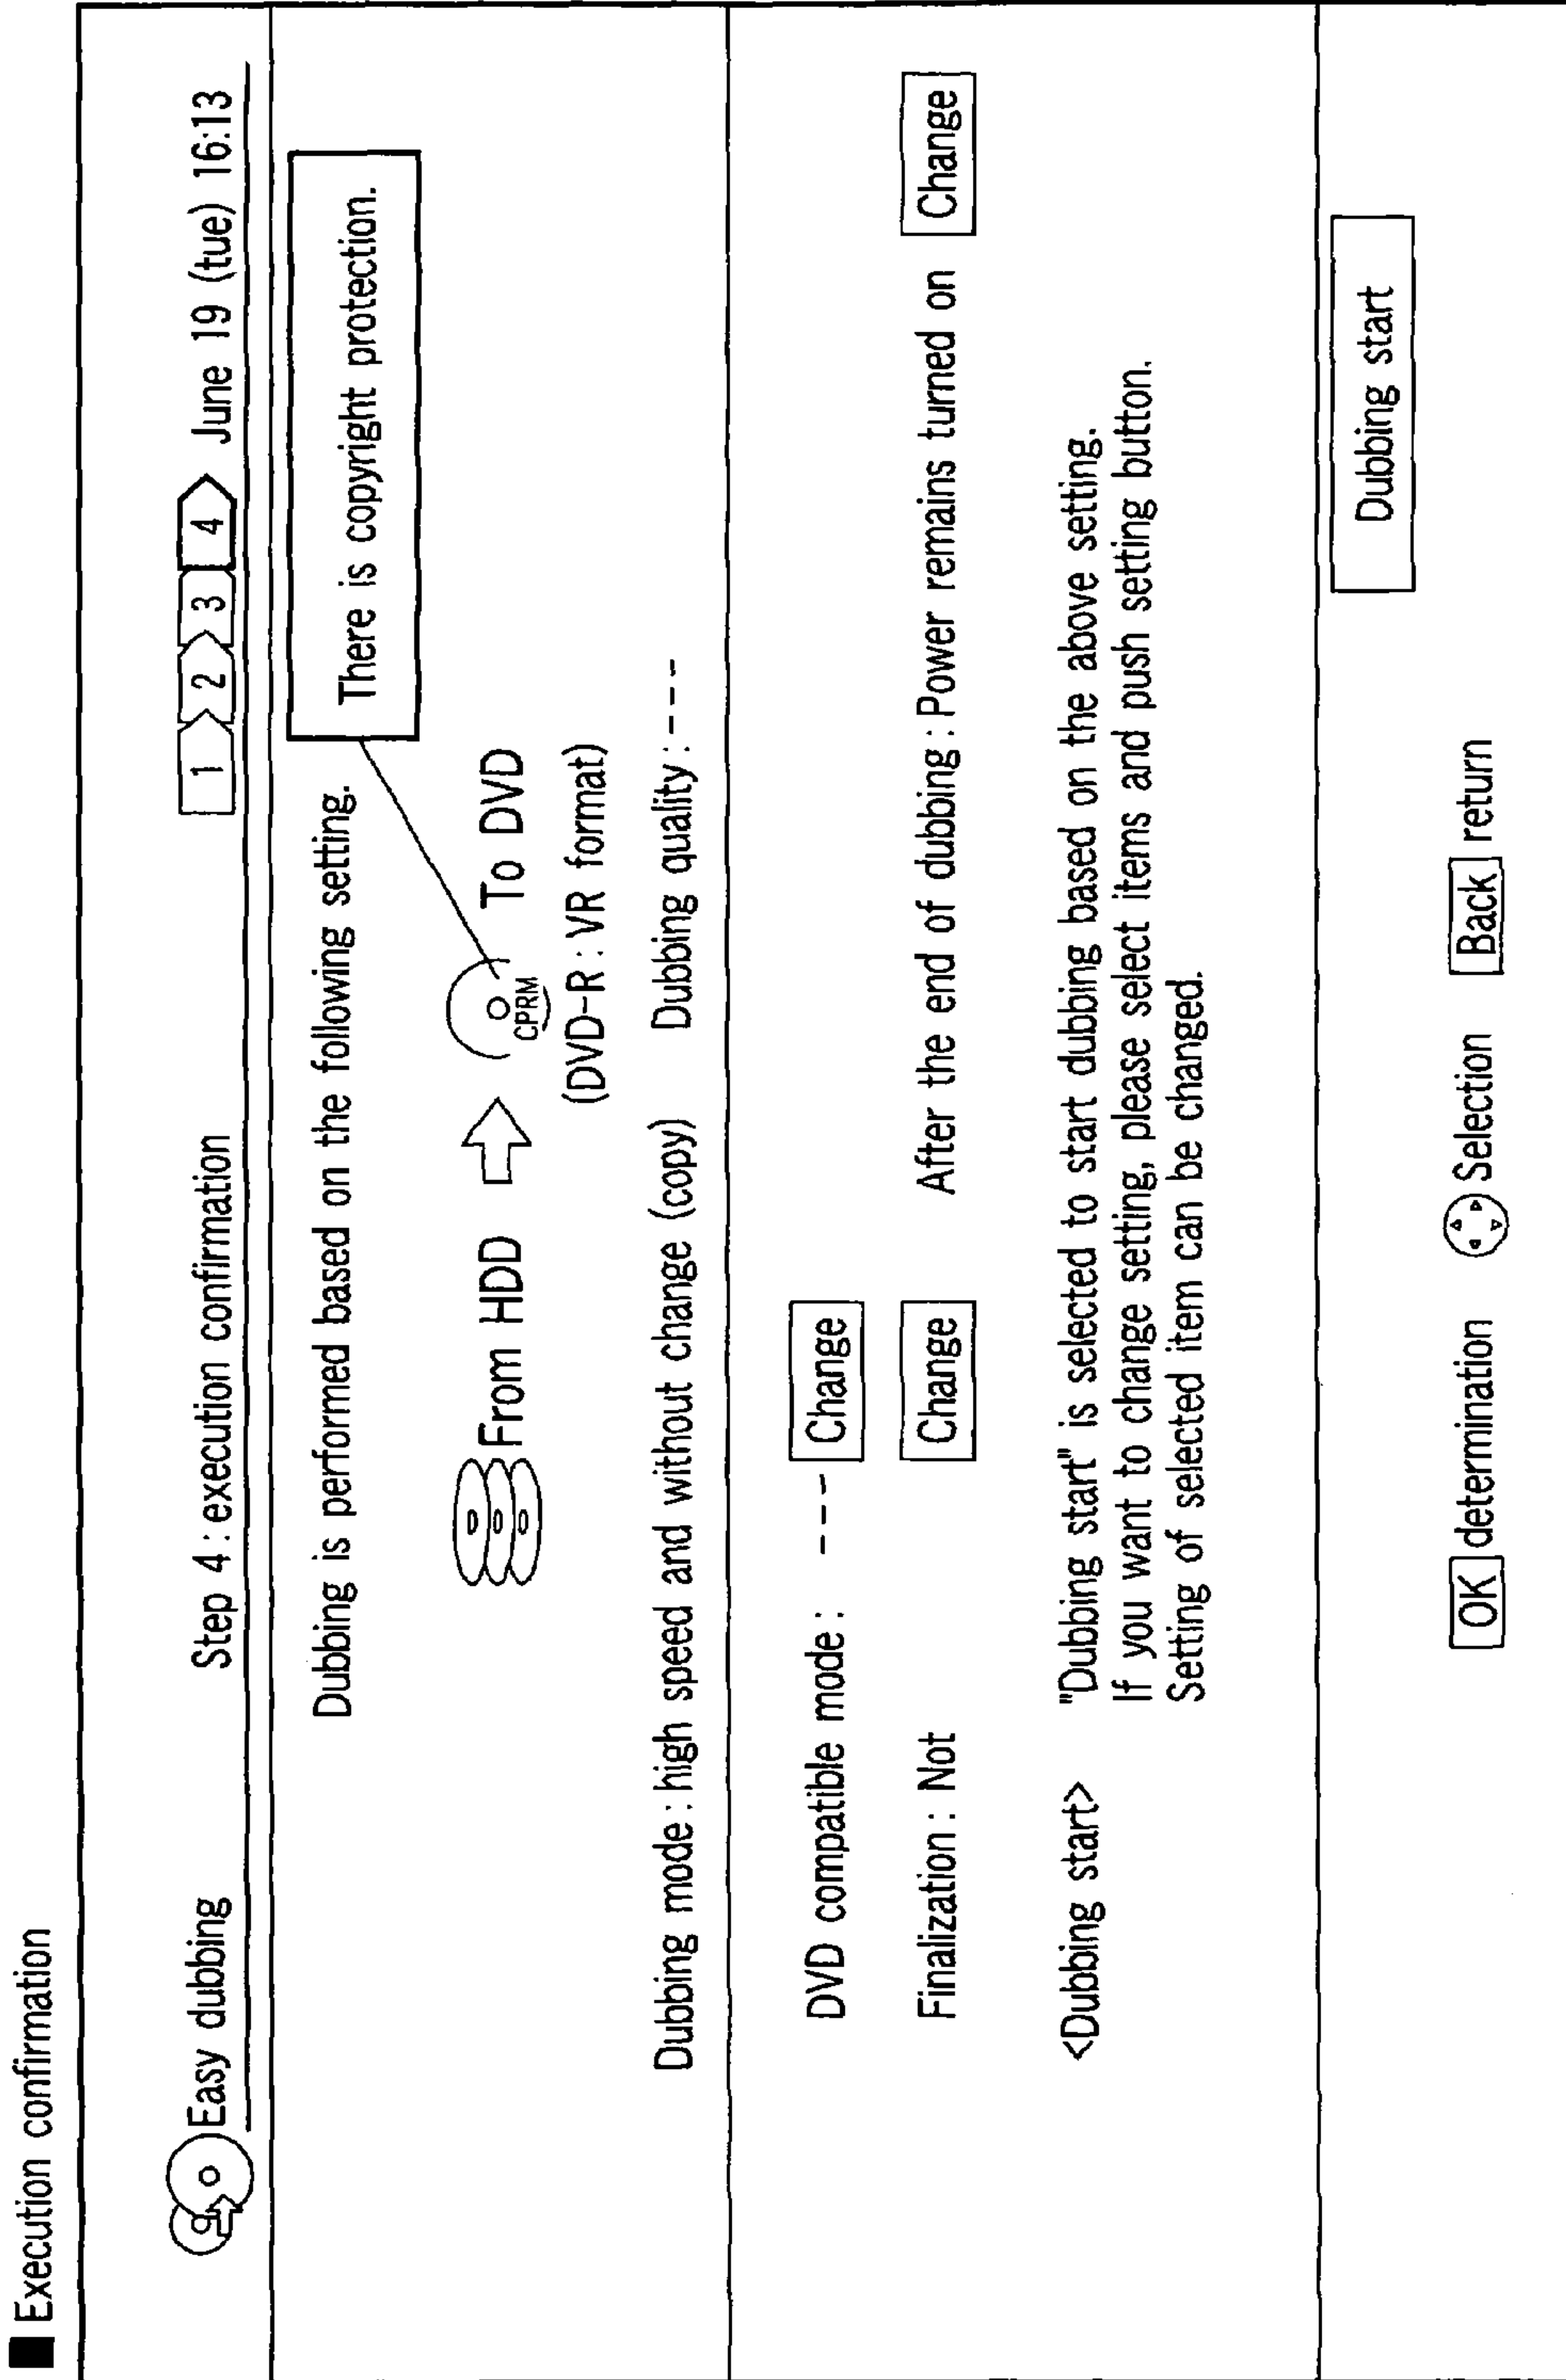 ■ Execution confirmation
Easy dubbing Step 4 : execution confirmation 1 2 3 4 June 19 (tue) 16:13
Dubbing is performed based on the following setting.
There is copyright protection.
From HDD CPRM To DVD
(DVD-R : VR format)
Dubbing mode : high speed and without change (copy) Dubbing quality : ---
DVD compatible mode : --- Change
Finalization : Not Change After the end of dubbing : Power remains turned on Change
<Dubbing start> "Dubbing start" is selected to start dubbing based on the above setting.
If you want to change setting, please select items and push setting button.
Setting of selected item can be changed.
Dubbing start
OK determination Selection Back return